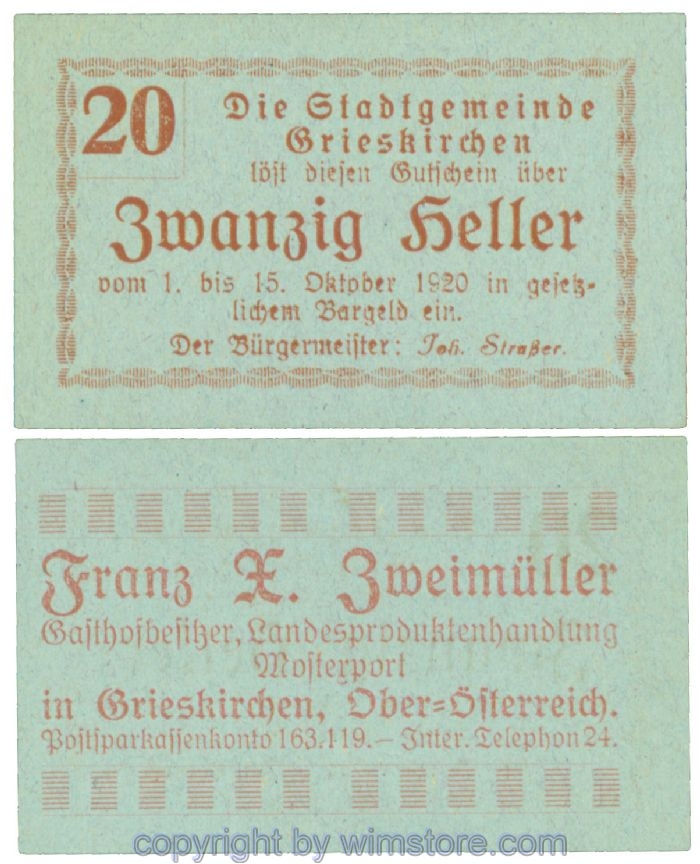 20
Die Stadtgemeinde
Grieskirchen
löst diesen Gutschein über
Zwanzig Heller
vom 1. bis 15. Oktober 1920 in gesetz-
lichem Bargeld ein.
Der Bürgermeister: Joh. Straßer.
Franz X. Zweimüller
Gasthofbesitzer, Landesproduktenhandlung
Mostexport
in Grieskirchen, Ober=Österreich.
Postsparkassenkonto 163.119.– Inter. Telephon 24.
copyright by wimstore.com